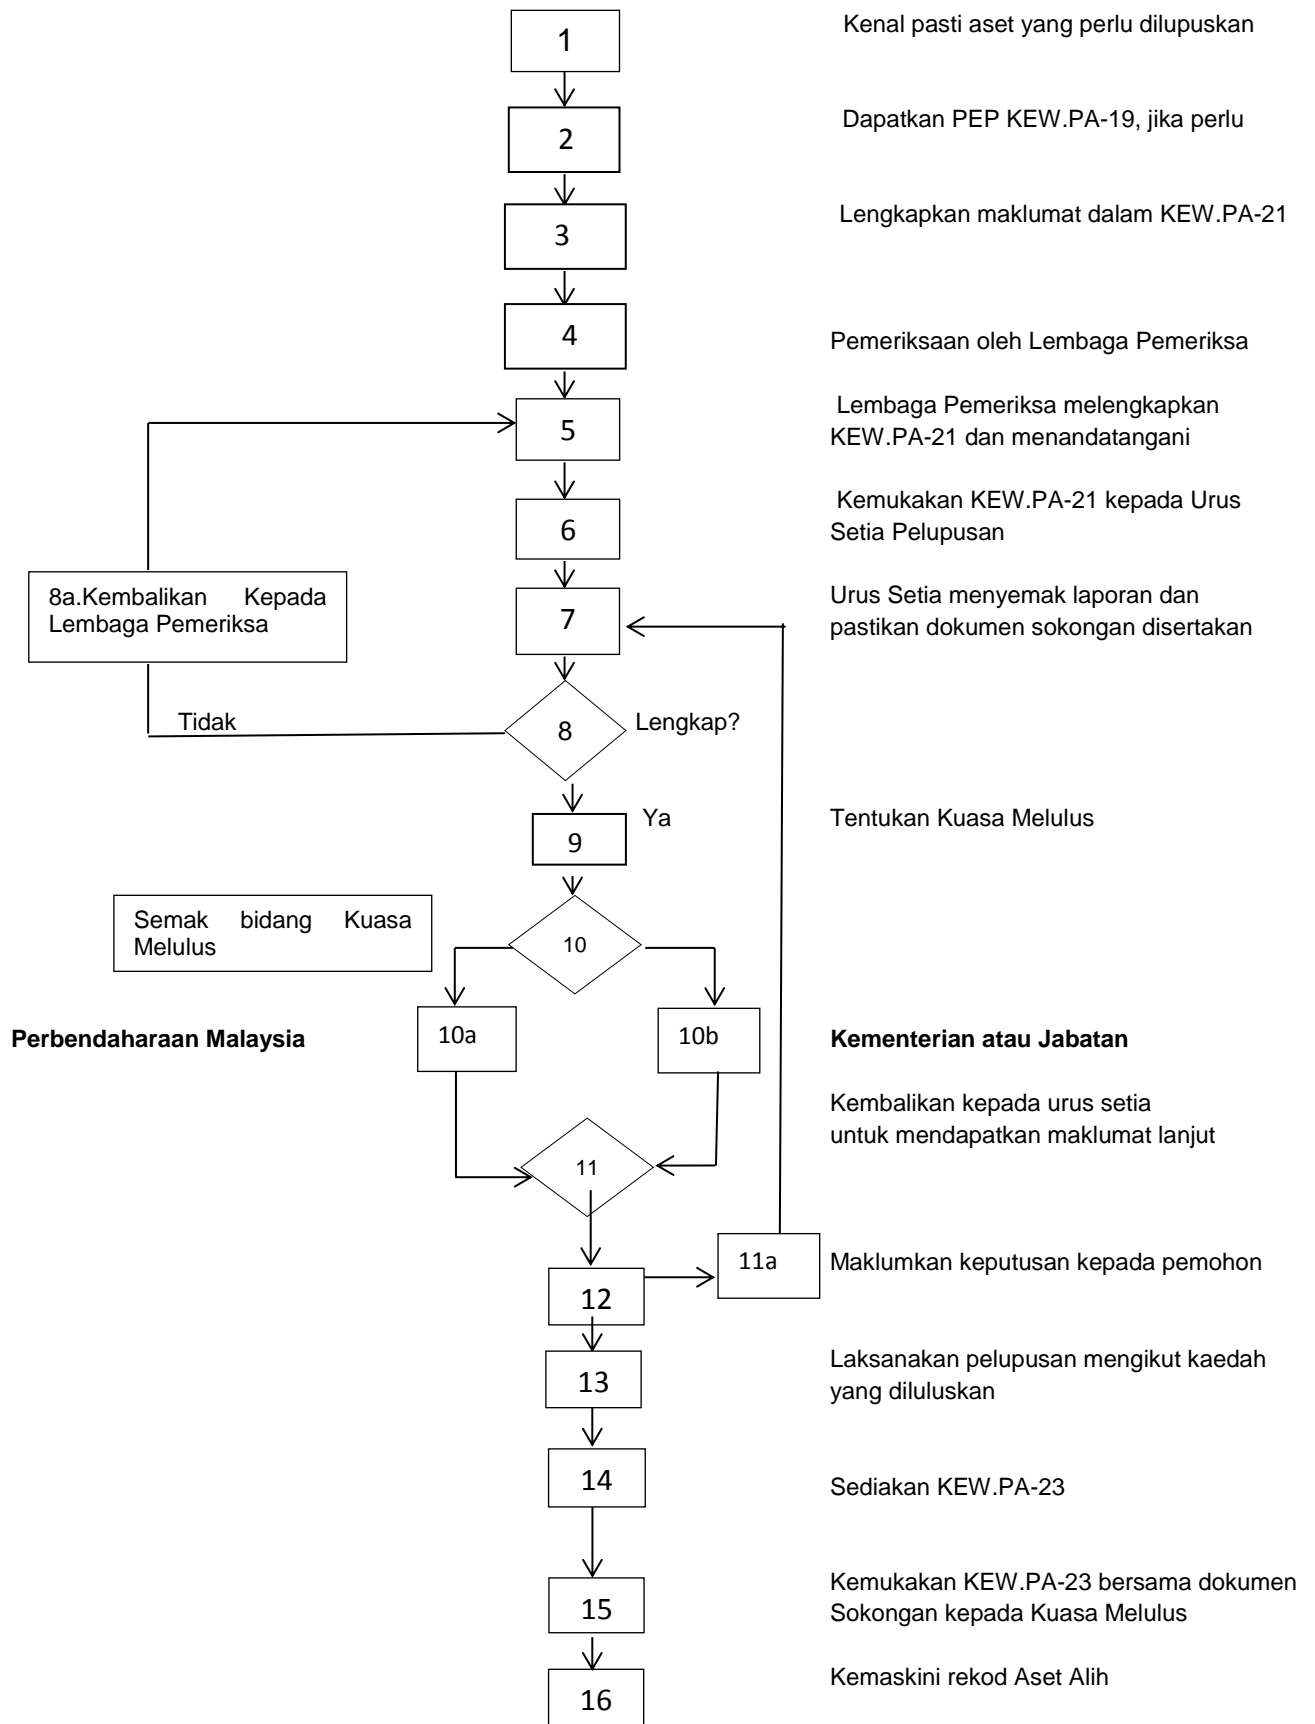 1
Kenal pasti aset yang perlu dilupuskan
2
Dapatkan PEP KEW.PA-19, jika perlu
3
Lengkapkan maklumat dalam KEW.PA-21
4
Pemeriksaan oleh Lembaga Pemeriksa
5
Lembaga Pemeriksa melengkapkan
KEW.PA-21 dan menandatangani
6
Kemukakan KEW.PA-21 kepada Urus
Setia Pelupusan
8a.Kembalikan Kepada
Lembaga Pemeriksa
7
Urus Setia menyemak laporan dan
pastikan dokumen sokongan disertakan
Tidak
8
Lengkap?
9
Ya
Tentukan Kuasa Melulus
Semak bidang Kuasa
Melulus
10
Perbendaharaan Malaysia
10a
10b
Kementerian atau Jabatan
Kembalikan kepada urus setia
untuk mendapatkan maklumat lanjut
11
11a
Maklumkan keputusan kepada pemohon
12
13
Laksanakan pelupusan mengikut kaedah
yang diluluskan
14
Sediakan KEW.PA-23
15
Kemukakan KEW.PA-23 bersama dokumen
Sokongan kepada Kuasa Melulus
16
Kemaskini rekod Aset Alih